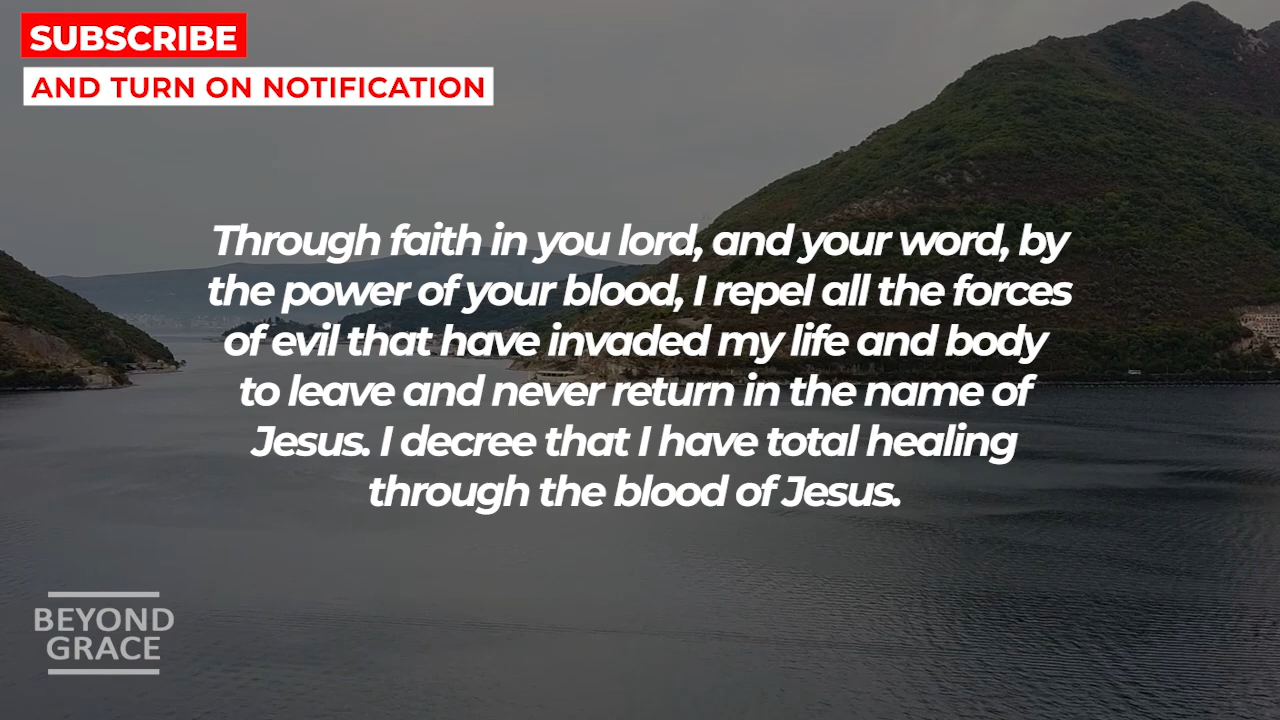 SUBSCRIBE
AND TURN ON NOTIFICATION
Through faith in you lord, and your word, by
the power of your blood, I repel all the forces
of evil that have invaded my life and body
to leave and never return in the name of
Jesus. I decree that I have total healing
through the blood of Jesus.
BEYOND
GRACE